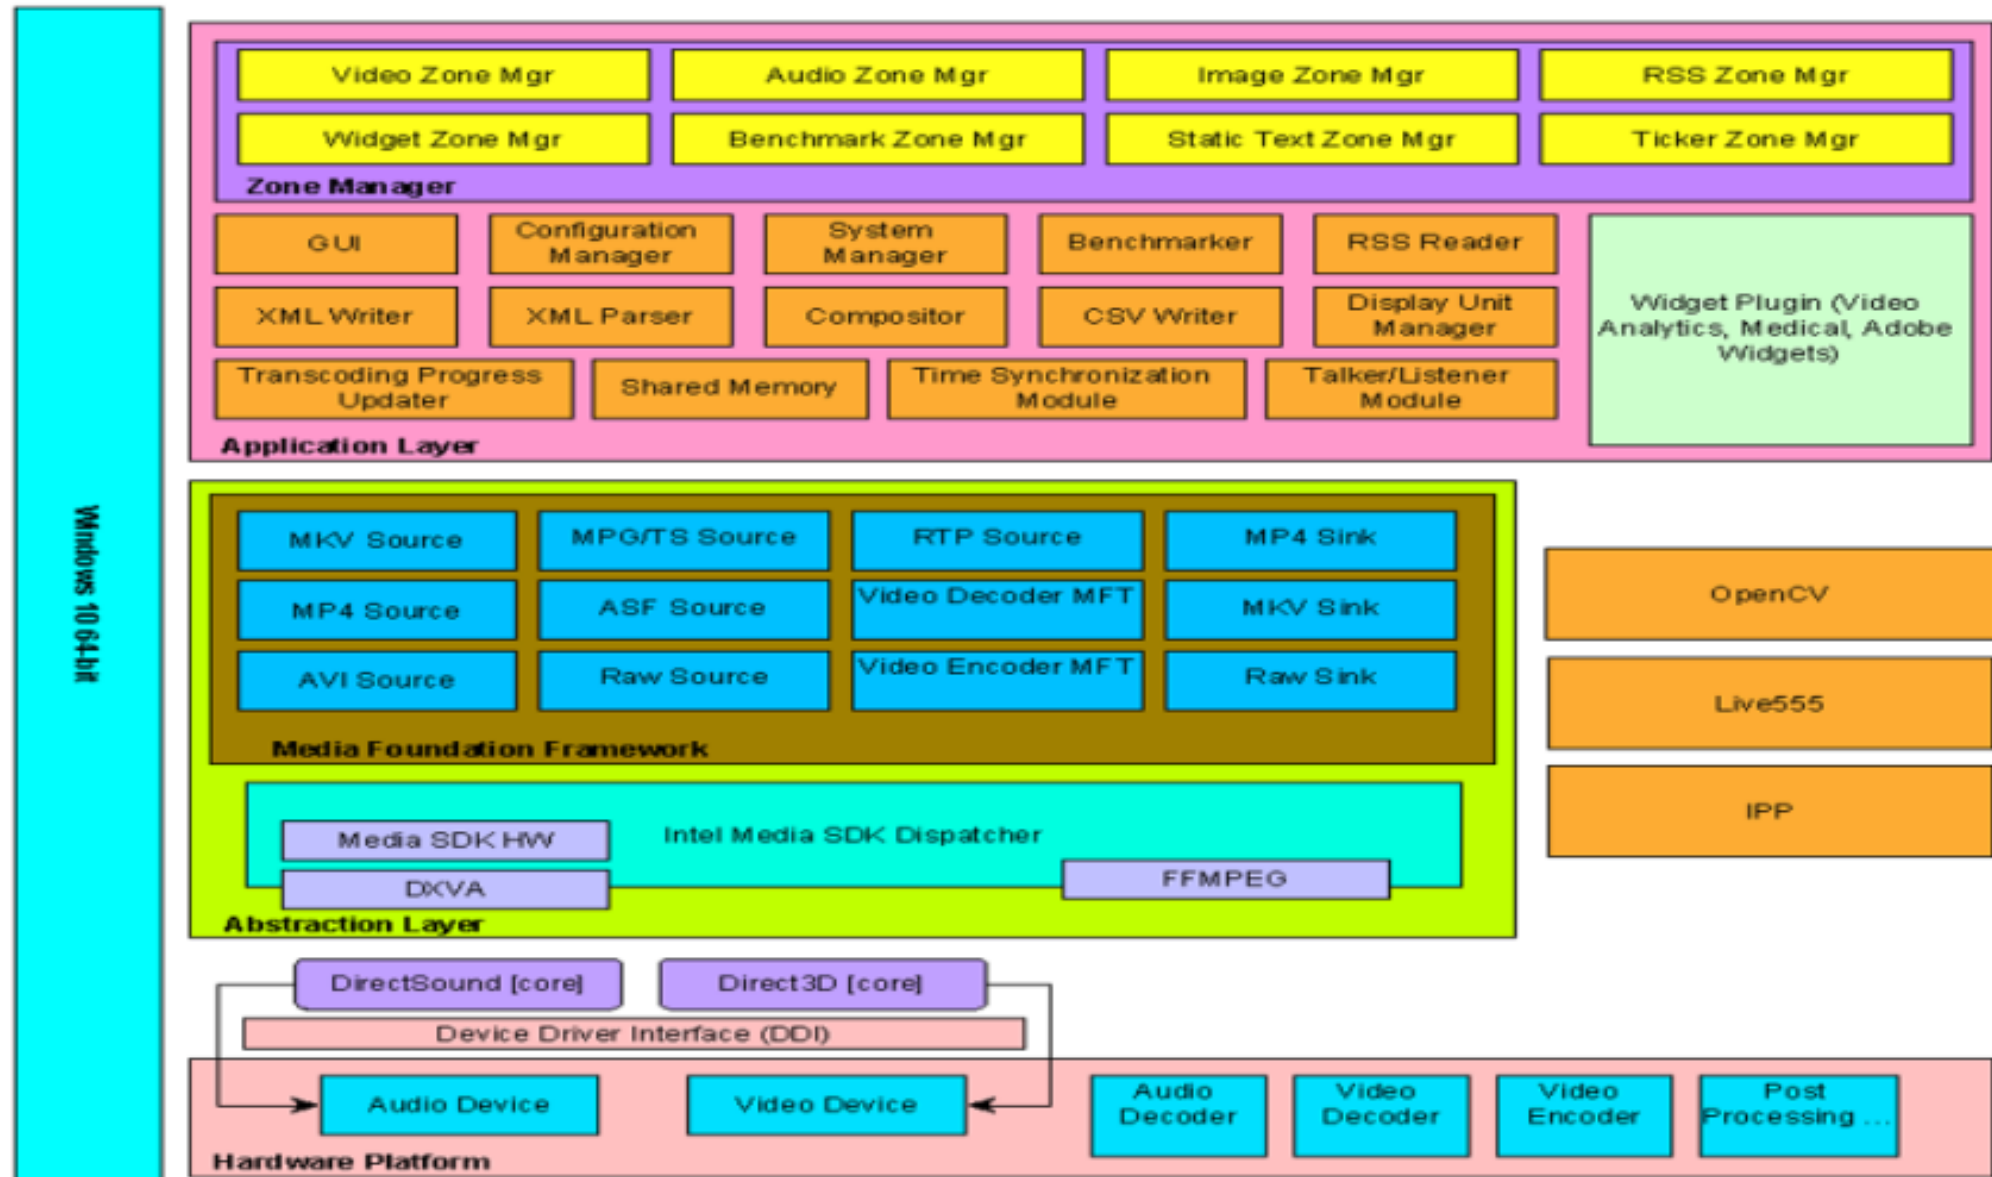 Windows 10 64-bit
Video Zone Mgr
Audio Zone Mgr
Image Zone Mgr
RSS Zone Mgr
Widget Zone Mgr
Benchmark Zone Mgr
Static Text Zone Mgr
Ticker Zone Mgr
Zone Manager
GUI
Configuration
Manager
System
Manager
Benchmarker
RSS Reader
XML Writer
XML Parser
Compositor
CSV Writer
Display Unit
Manager
Transcoding Progress
Updater
Shared Memory
Time Synchronization
Module
Talker/Listener
Module
Widget Plugin (Video
Analytics, Medical, Adobe
Widgets)
Application Layer
MKV Source
MPG/TS Source
RTP Source
MP4 Sink
MP4 Source
ASF Source
Video Decoder MFT
MKV Sink
AVI Source
Raw Source
Video Encoder MFT
Raw Sink
Media Foundation Framework
Intel Media SDK Dispatcher
Media SDK HW
DXVA
FFMPEG
Abstraction Layer
OpenCV
Live555
IPP
DirectSound [core]
Direct3D [core]
Device Driver Interface (DDI)
Audio Device
Video Device
Audio
Decoder
Video
Decoder
Video
Encoder
Post
Processing ...
Hardware Platform